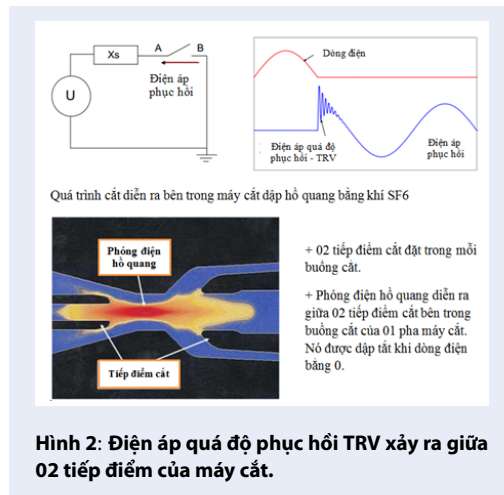 Xs
A
B
U
Điện áp
phục hồi
Dòng điện
Điện áp quá độ
phục hồi - TRV
Điện áp
phục hồi
Quá trình cắt diễn ra bên trong máy cắt dập hồ quang bằng khí SF6
Phóng điện
hồ quang
Tiếp điểm cắt
+ 02 tiếp điểm cắt đặt trong mỗi
buồng cắt.
+ Phóng điện hồ quang diễn ra
giữa 02 tiếp điểm cắt bên trong
buồng cắt của 01 pha máy cắt.
Nó được dập tắt khi dòng điện
bằng 0.
Hình 2: Điện áp quá độ phục hồi TRV xảy ra giữa
02 tiếp điểm của máy cắt.